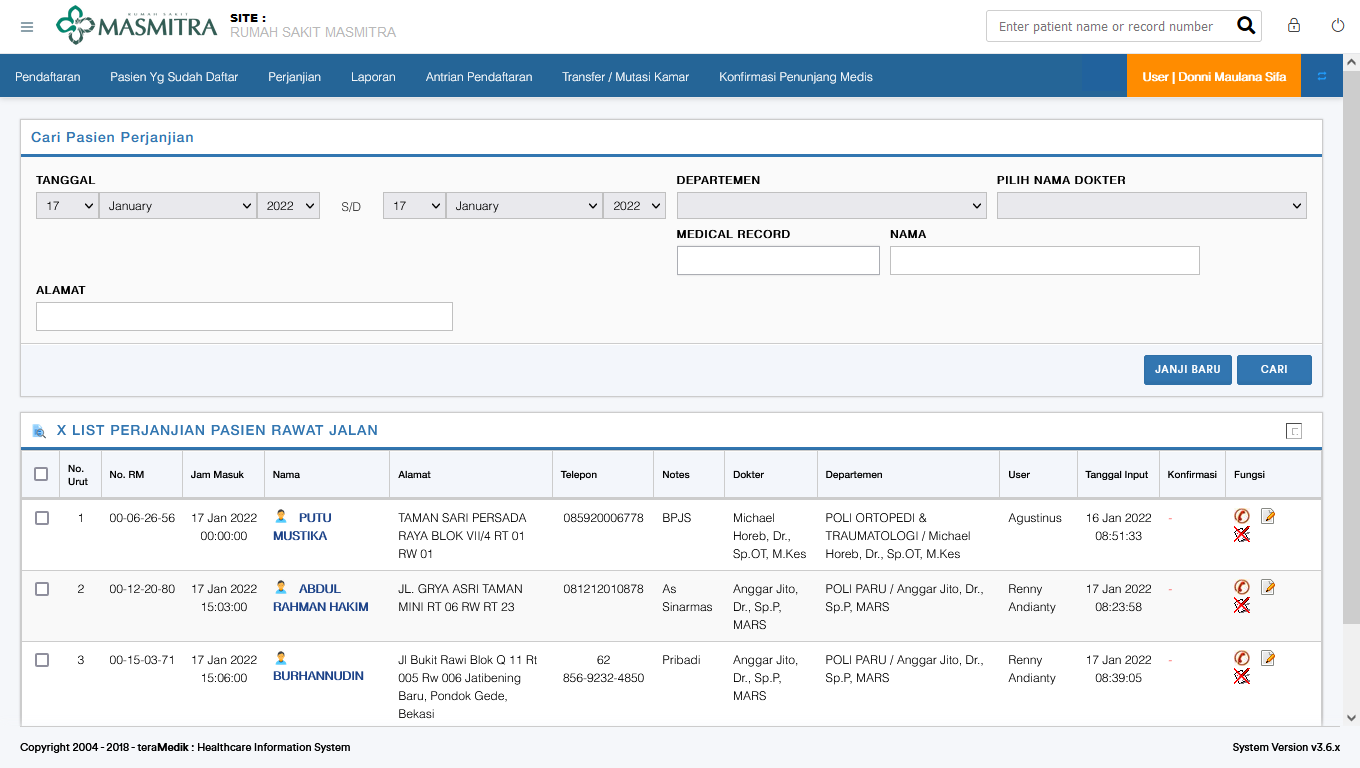 RUMAH SAKIT
MASMITRA
SITE :
RUMAH SAKIT MASMITRA
Enter patient name or record number
Pendaftaran Pasien Yg Sudah Daftar Perjanjian Laporan Antrian Pendaftaran Transfer / Mutasi Kamar Konfirmasi Penunjang Medis User | Donni Maulana Sifa
Cari Pasien Perjanjian
TANGGAL DEPARTEMEN PILIH NAMA DOKTER
17 January 2022 S/D 17 January 2022
MEDICAL RECORD NAMA
ALAMAT
JANJI BARU CARI
X LIST PERJANJIAN PASIEN RAWAT JALAN
No. Urut No. RM Jam Masuk Nama Alamat Telepon Notes Dokter Departemen User Tanggal Input Konfirmasi Fungsi
1 00-06-26-56 17 Jan 2022 PUTU TAMAN SARI PERSADA 085920006778 BPJS Michael POLI ORTOPEDI & Agustinus 16 Jan 2022 -
00:00:00 MUSTIKA RAYA BLOK VII/4 RT 01 Horeb, Dr., TRAUMATOLOGI / Michael 08:51:33
RW 01 Sp.OT, M.Kes Horeb, Dr., Sp.OT, M.Kes
2 00-12-20-80 17 Jan 2022 ABDUL JL. GRYA ASRI TAMAN 081212010878 As Anggar Jito, POLI PARU / Anggar Jito, Dr., Renny 17 Jan 2022 -
15:03:00 RAHMAN HAKIM MINI RT 06 RW RT 23 Sinarmas Dr., Sp.P, Sp.P, MARS Andianty 08:23:58
MARS
3 00-15-03-71 17 Jan 2022 Jl Bukit Rawi Blok Q 11 Rt 62 Pribadi Anggar Jito, POLI PARU / Anggar Jito, Dr., Renny 17 Jan 2022 -
15:06:00 BURHANNUDIN 005 Rw 006 Jatibening 856-9232-4850 Dr., Sp.P, Sp.P, MARS Andianty 08:39:05
Baru, Pondok Gede, MARS
Bekasi
Copyright 2004 - 2018 - teraMedik : Healthcare Information System System Version v3.6.x